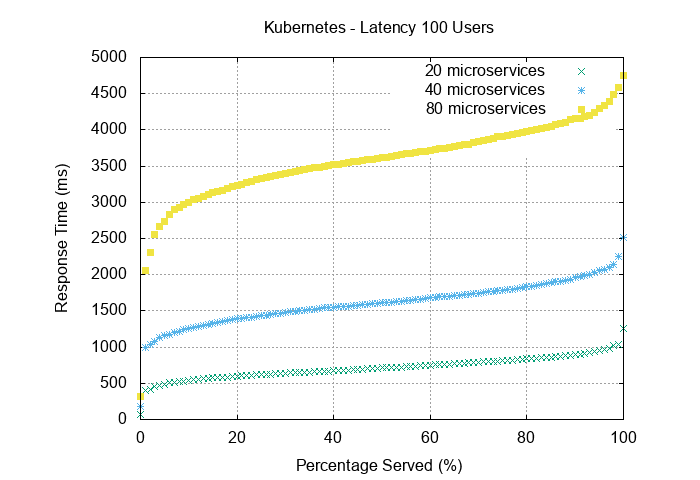 Kubernetes - Latency 100 Users
5000
4500
4000
3500
3000
2500
2000
1500
1000
500
0
Response Time (ms)
20 microservices
40 microservices
80 microservices
0 20 40 60 80 100
Percentage Served (%)